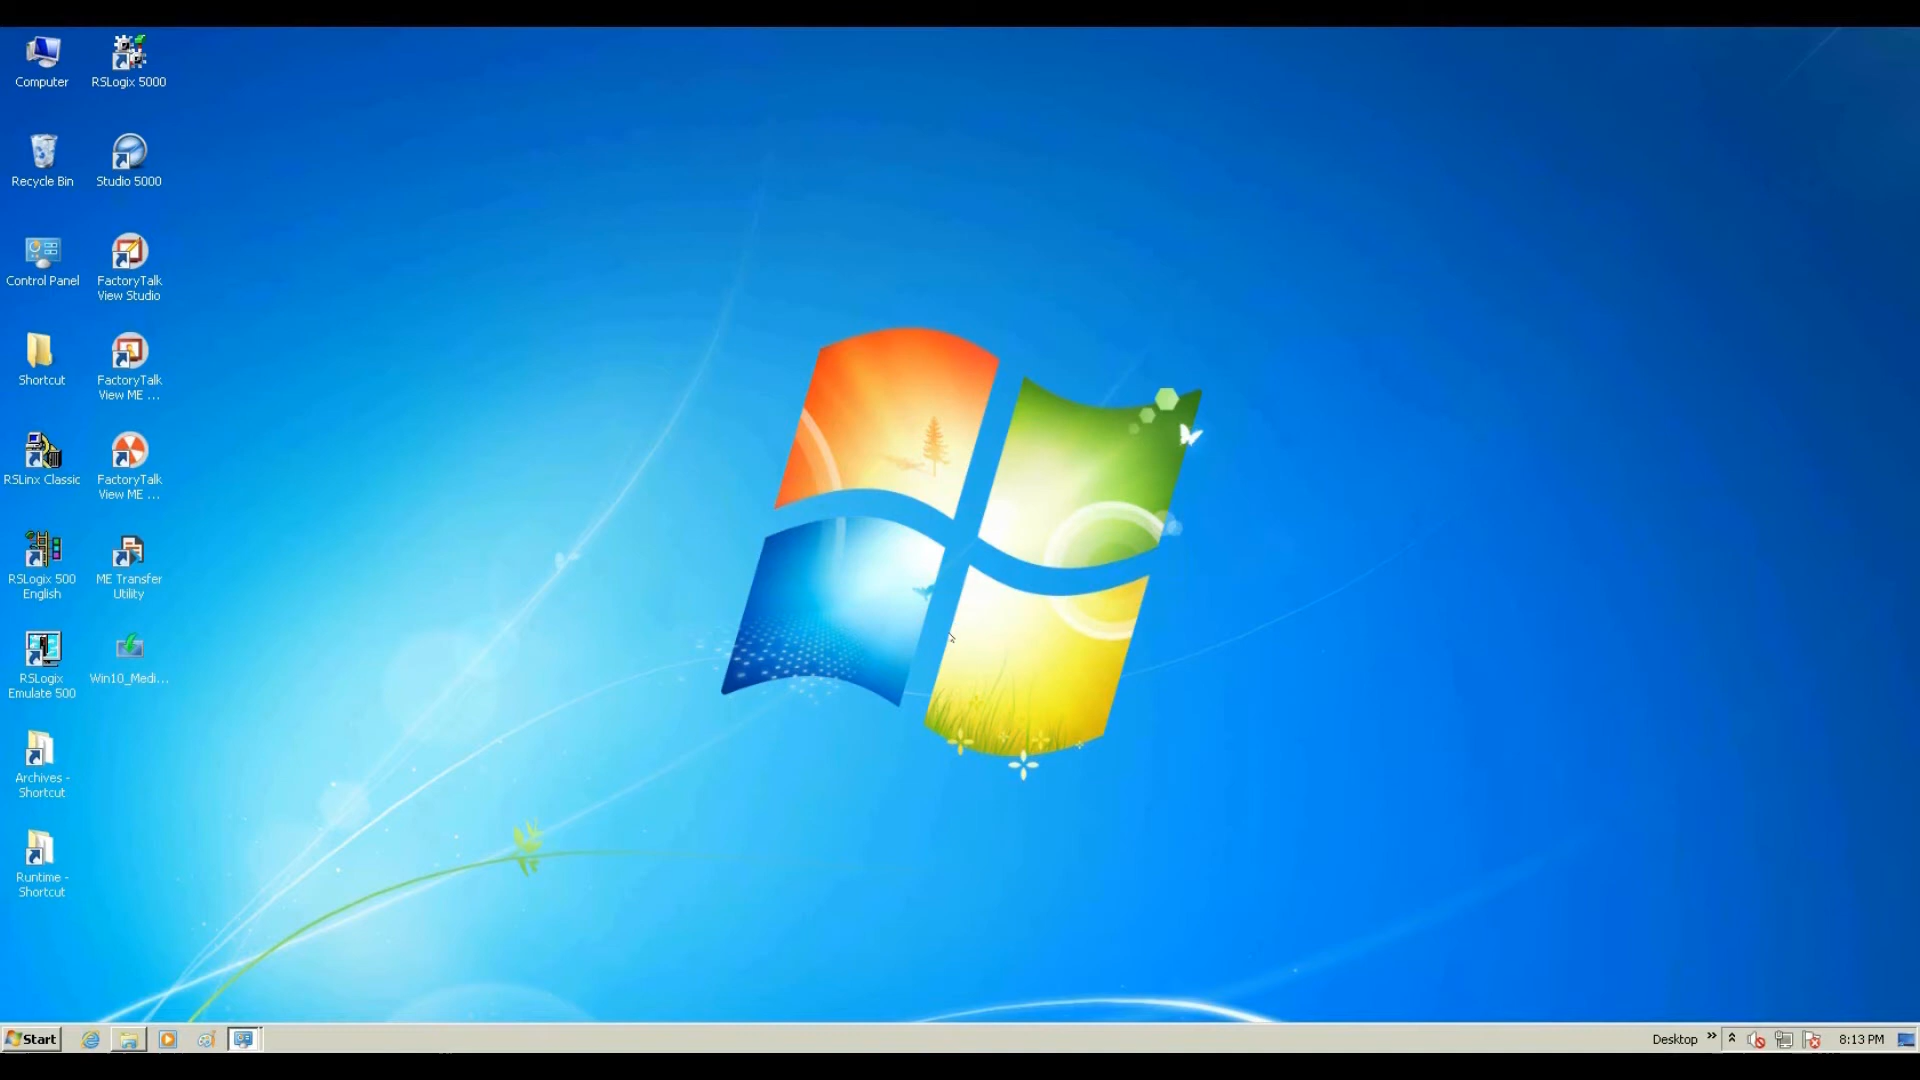 Computer
RSLogix 5000
Recycle Bin
Studio 5000
Control Panel
FactoryTalk
View Studio
Shortcut
FactoryTalk
View ME ...
RSLinx Classic
FactoryTalk
View ME ...
RSLogix 500
English
ME Transfer
Utility
RSLogix
Emulate 500
Win10_Medi...
Archives -
Shortcut
Runtime -
Shortcut
Start
Desktop
8:13 PM